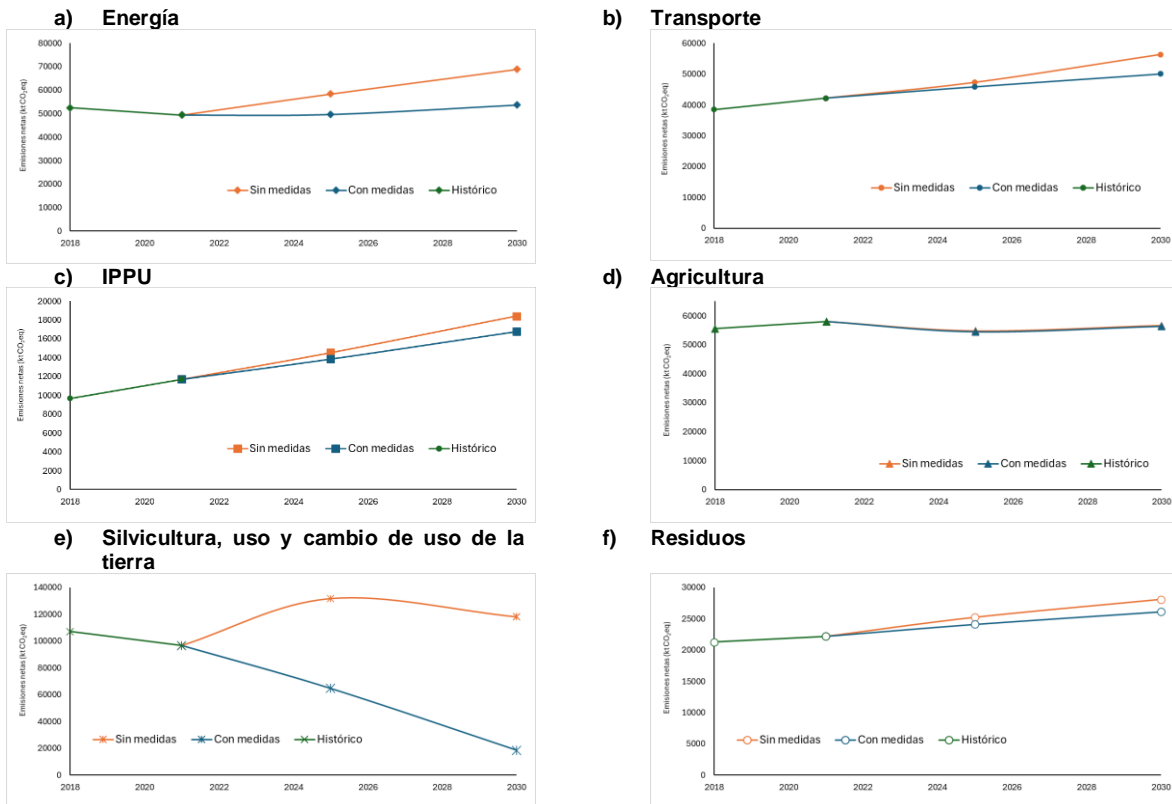 a) Energía
Emisiones netas (kt CO₂eq)
80000
70000
60000
50000
40000
30000
20000
10000
0
Sin medidas Con medidas Histórico
2018 2020 2022 2024 2026 2028 2030
b) Transporte
Emisiones netas (kt CO₂eq)
60000
50000
40000
30000
20000
10000
0
Sin medidas Con medidas Histórico
2018 2020 2022 2024 2026 2028 2030
c) IPPU
Emisiones netas (kt CO₂eq)
20000
18000
16000
14000
12000
10000
8000
6000
4000
2000
0
Sin medidas Con medidas Histórico
2018 2020 2022 2024 2026 2028 2030
d) Agricultura
Emisiones netas (kt CO₂eq)
60000
50000
40000
30000
20000
10000
0
Sin medidas Con medidas Histórico
2018 2020 2022 2024 2026 2028 2030
e) Silvicultura, uso y cambio de uso de la
tierra
Emisiones netas (kt CO₂eq)
140000
120000
100000
80000
60000
40000
20000
0
Sin medidas Con medidas Histórico
2018 2020 2022 2024 2026 2028 2030
f) Residuos
Emisiones netas (kt CO₂eq)
30000
25000
20000
15000
10000
5000
0
Sin medidas Con medidas Histórico
2018 2020 2022 2024 2026 2028 2030